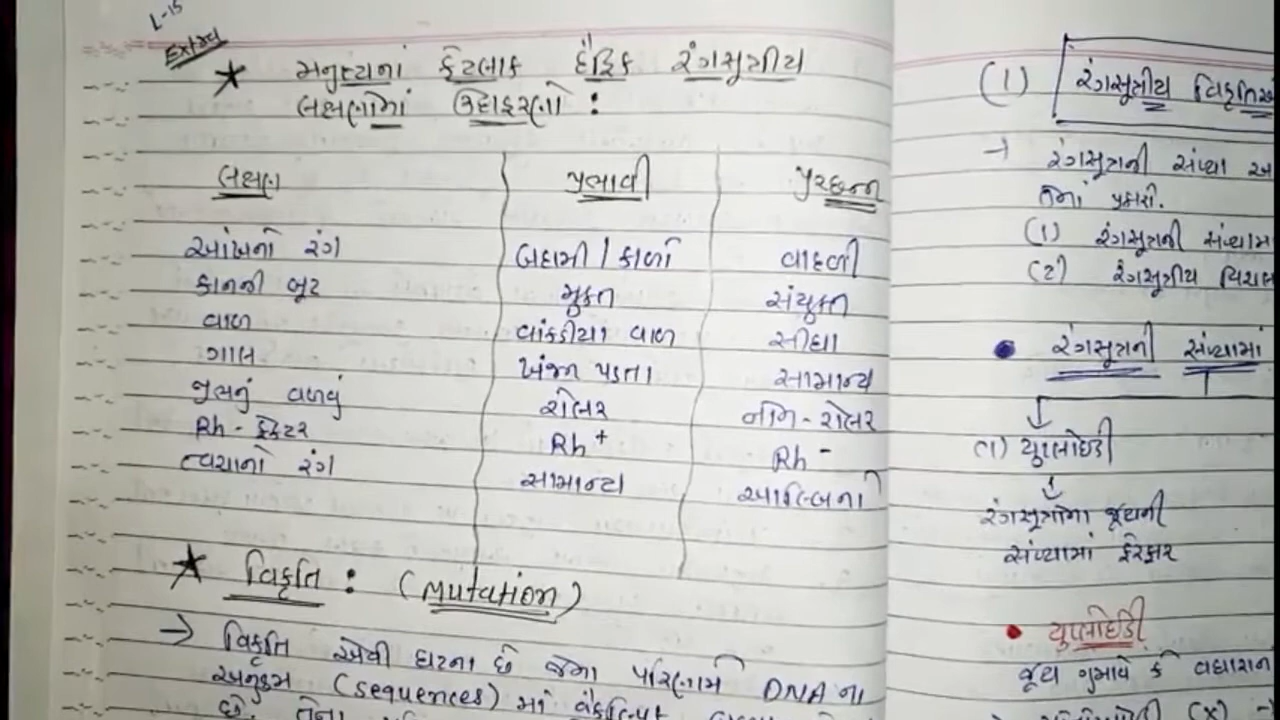 L-15
Extra
★ મનુષ્યનાં કેટલાક દૈહિક રંગસૂત્રીય
લક્ષણોમાં ઉદાહરણો :
લક્ષણ પ્રભાવી પ્રચ્છન્ન
આંખનો રંગ બદામી / કાળો વાદળી
કાનની બૂટ મુક્ત સંયુક્ત
વાળ વાંકડીયા વાળ સીધા
ગાલ ખંજન પડતા સામાન્ય
જીભનું વળવું રોલર નોન - રોલર
Rh - ફેક્ટર Rh + Rh -
ત્વચાનો રંગ સામાન્ય આલ્બિનો
★ વિકૃતિ : (Mutation)
→ વિકૃતિ એવી ઘટના છે જેમા પરિણામે DNA ના
અનુક્રમ (sequences) માં
છે. તેના
(1) રંગસૂત્રીય વિકૃતિઓ
→ રંગસૂત્રની સંખ્યા
તેનાં પ્રકારો.
(1) રંગસૂત્રની સંખ્યામ
(2) રંગસૂત્રીય વિચલ
● રંગસૂત્રની સંખ્યામાં
(1) યુપ્લોઈડી
↓
રંગસૂત્રોના જૂથની
સંખ્યામાં ફેરફાર
● યુપ્લોઈડી
જૂથ ગુમાવે કે વધારાન